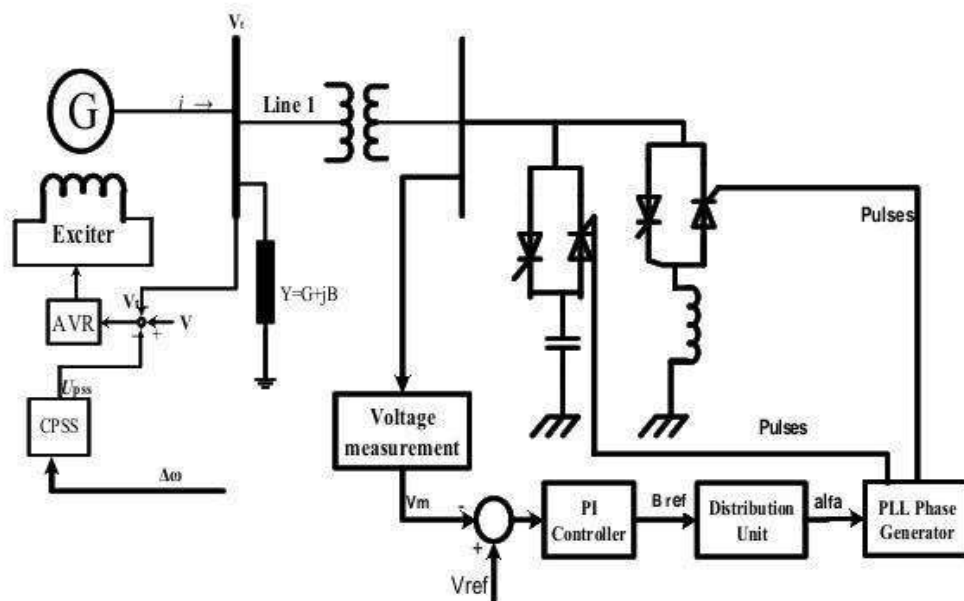 Vt
G
i →
Line 1
Exciter
Y=G+jB
Pulses
AVR
Vt
V
-
+
Upss
CPSS
Δω
Voltage
measurement
Pulses
Vm
-
+
Vref
PI
Controller
B ref
Distribution
Unit
alfa
PLL Phase
Generator